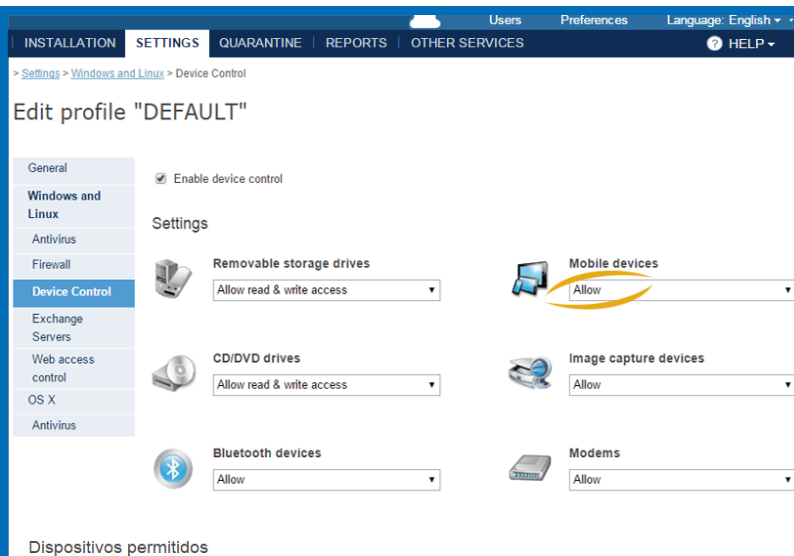 Users Preferences Language: English
INSTALLATION SETTINGS QUARANTINE REPORTS OTHER SERVICES ? HELP
> Settings > Windows and Linux > Device Control
Edit profile "DEFAULT"
General
Windows and
Linux
Antivirus
Firewall
Device Control
Exchange
Servers
Web access
control
OS X
Antivirus
Enable device control
Settings
Removable storage drives
Allow read & write access
Mobile devices
Allow
CD/DVD drives
Allow read & write access
Image capture devices
Allow
Bluetooth devices
Allow
Modems
Allow
Dispositivos permitidos